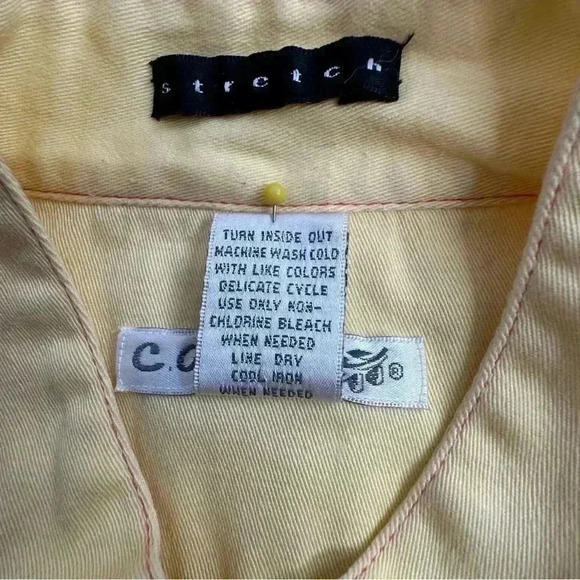 stretch
TURN INSIDE OUT
MACHINE WASH COLD
WITH LIKE COLORS
DELICATE CYCLE
USE ONLY NON-
CHLORINE BLEACH
WHEN NEEDED
LINE DRY
COOL IRON
WHEN NEEDED
C.
®